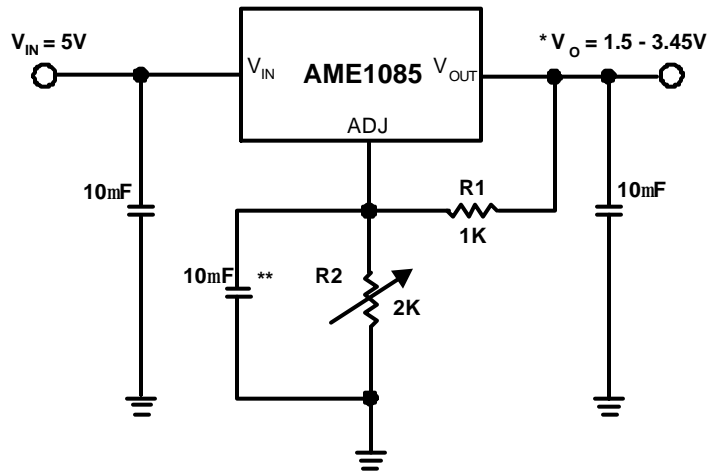 V_IN = 5V
* V_O = 1.5 - 3.45V
V_IN
AME1085
V_OUT
ADJ
10mF
R1
1K
10mF
10mF
**
R2
2K